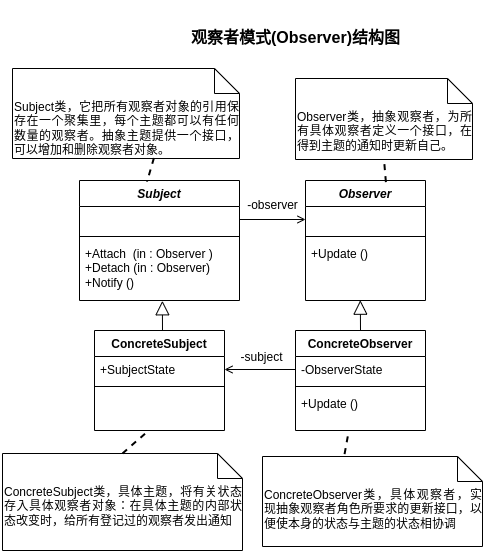 观察者模式(Observer)结构图
Subject类，它把所有观察者对象的引用保
存在一个聚集里，每个主题都可以有任何
数量的观察者。抽象主题提供一个接口，
可以增加和删除观察者对象。
Observer类，抽象观察者，为所
有具体观察者定义一个接口，在
得到主题的通知时更新自己。
Subject
-observer
Observer
+Attach (in : Observer )
+Detach (in : Observer)
+Notify ()
+Update ()
ConcreteSubject
+SubjectState
-subject
ConcreteObserver
-ObserverState
+Update ()
ConcreteSubject类，具体主题，将有关状态
存入具体观察者对象：在具体主题的内部状
态改变时，给所有登记过的观察者发出通知
ConcreteObserver类，具体观察者，实
现抽象观察者角色所要求的更新接口，以
便使本身的状态与主题的状态相协调